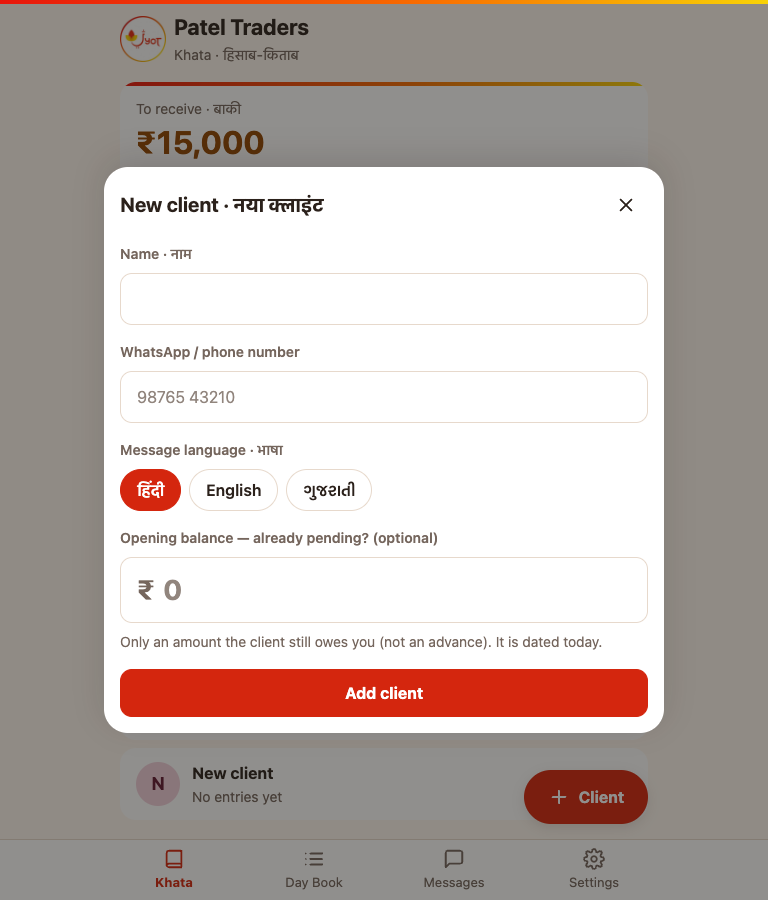 Jyot
Patel Traders
Khata · हिसाब-किताब
To receive · बाकी
₹15,000
New client · नया क्लाइंट
Name · नाम
WhatsApp / phone number
98765 43210
Message language · भाषा
हिंदी English ગુજરાતી
Opening balance — already pending? (optional)
₹ 0
Only an amount the client still owes you (not an advance). It is dated today.
Add client
N
New client
No entries yet
Client
Khata Day Book Messages Settings